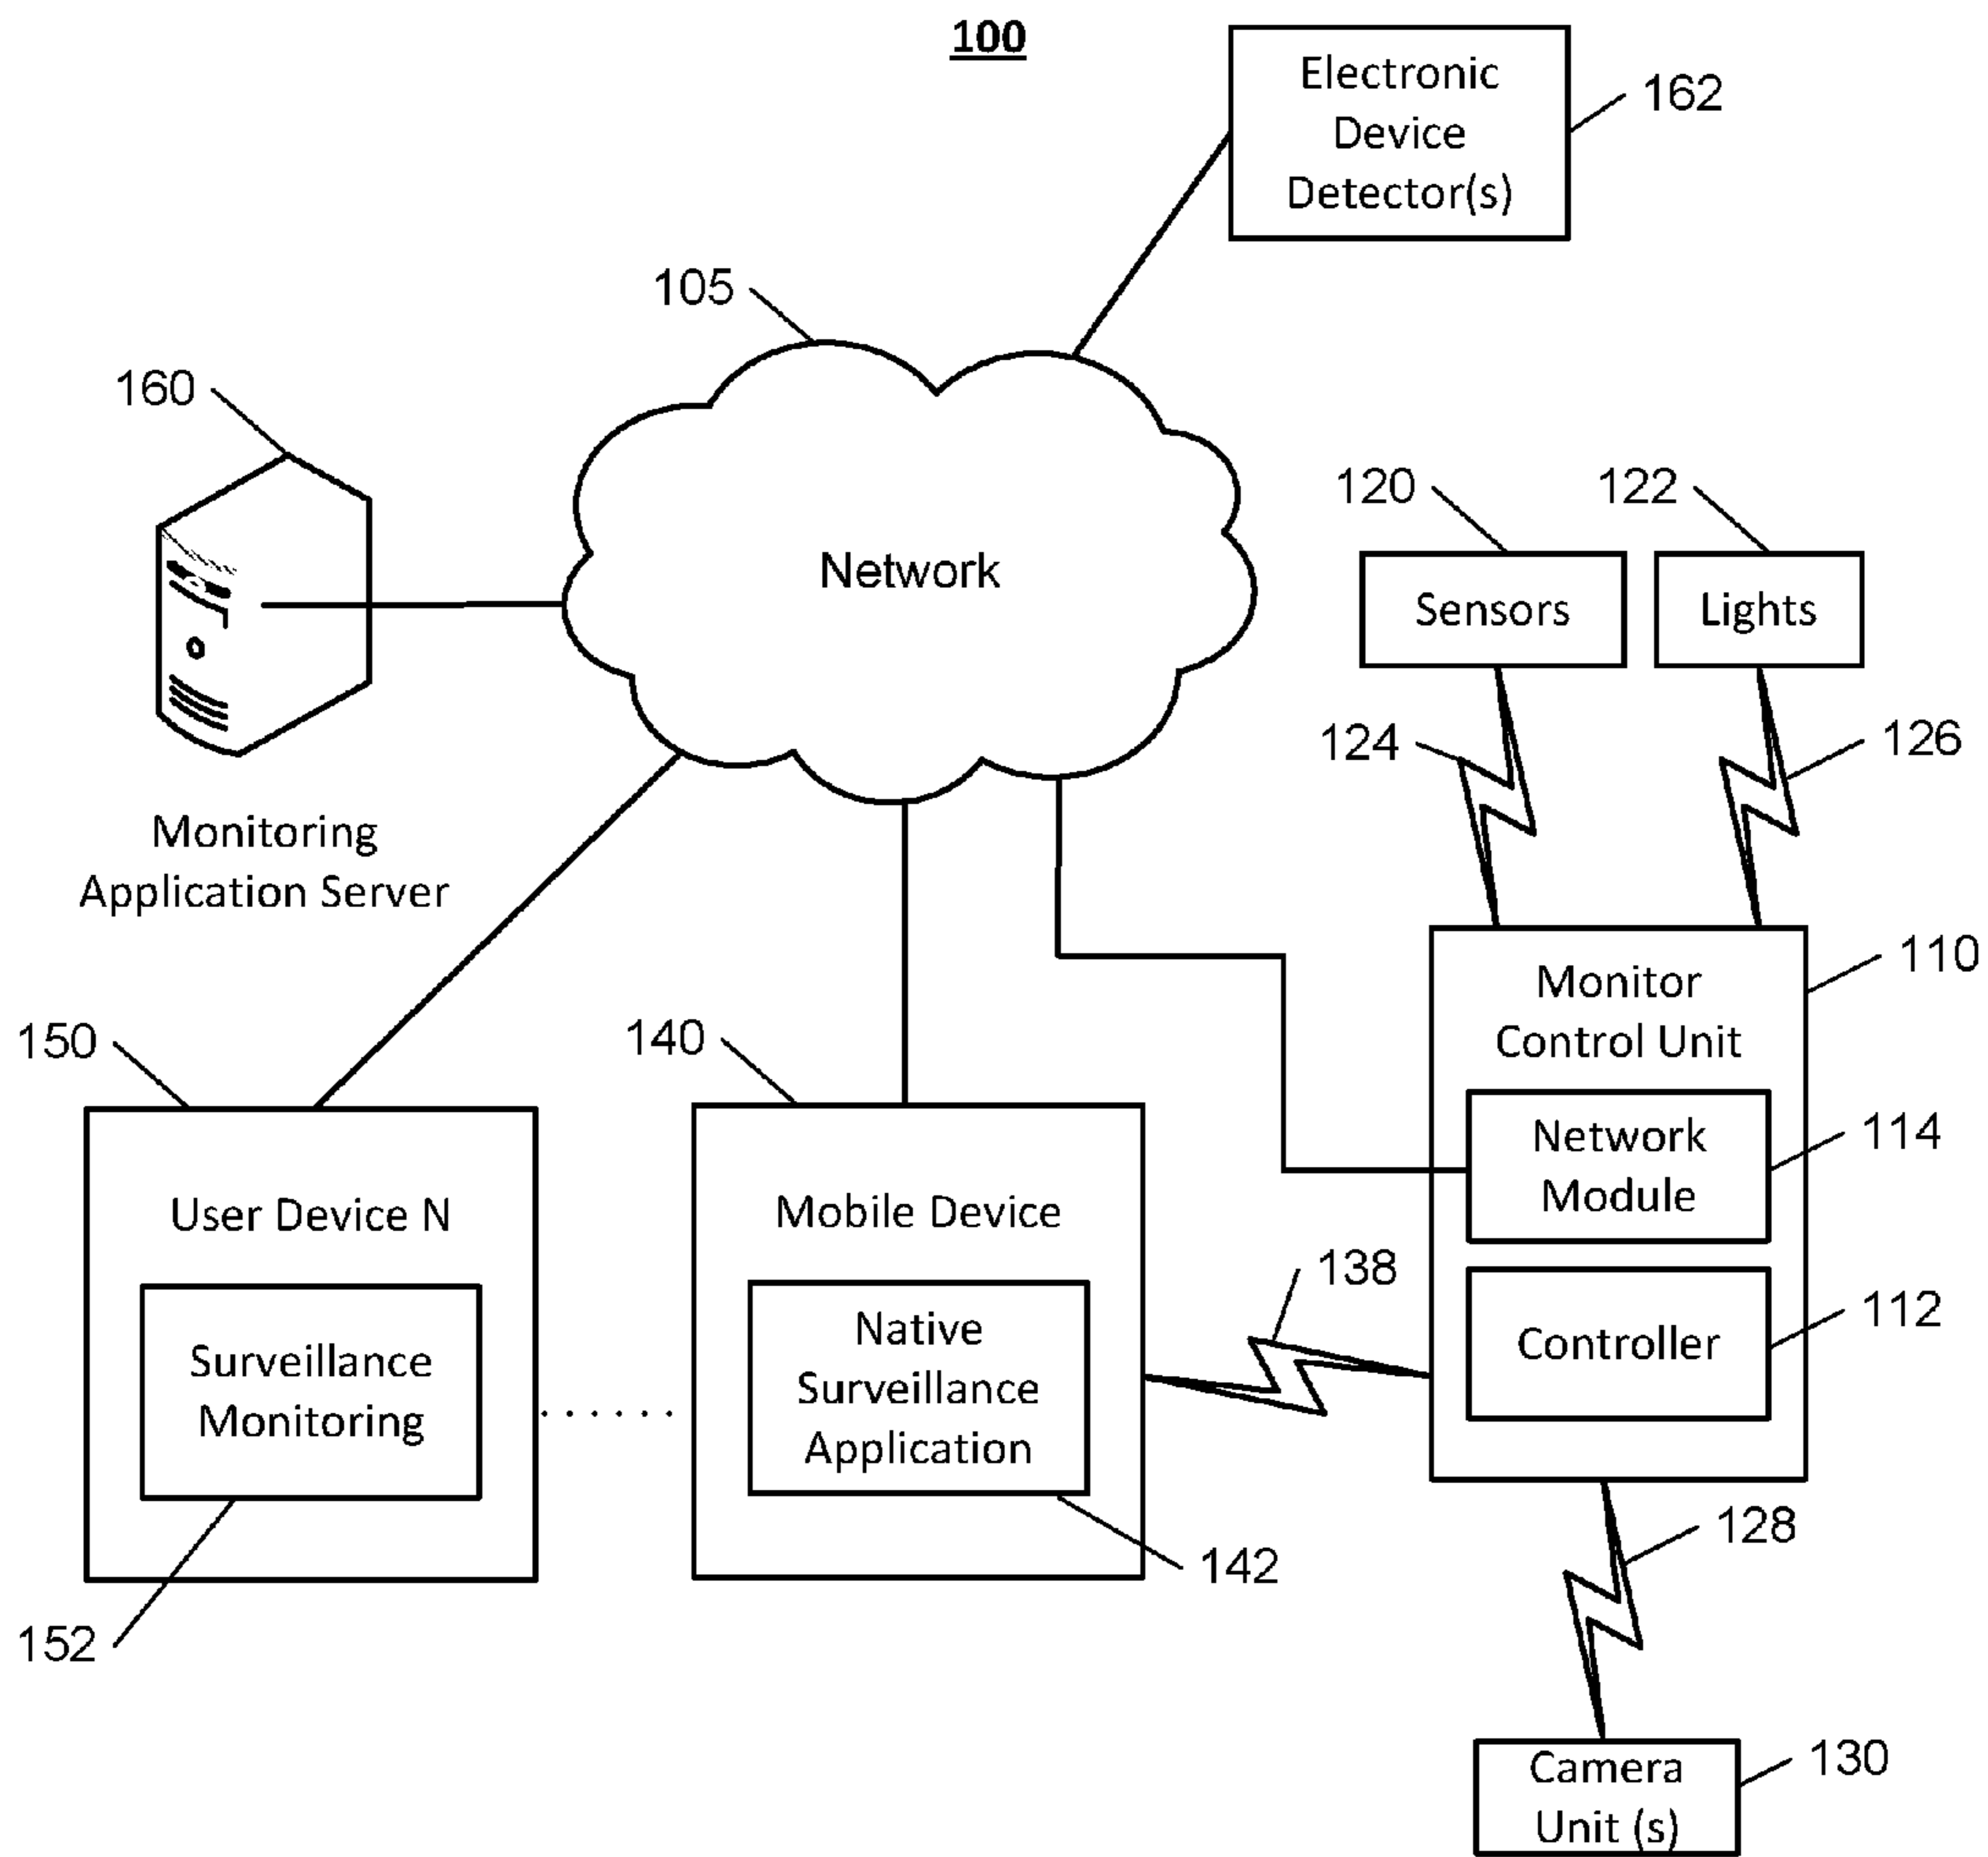 100
Electronic
Device
Detector(s)
162
105
160
Network
120
122
Sensors
Lights
124
126
Monitoring
Application Server
110
Monitor
Control Unit
150
140
Network
Module
114
User Device N
Mobile Device
138
112
Controller
Surveillance
Monitoring
Native
Surveillance
Application
128
142
152
130
Camera
Unit (s)